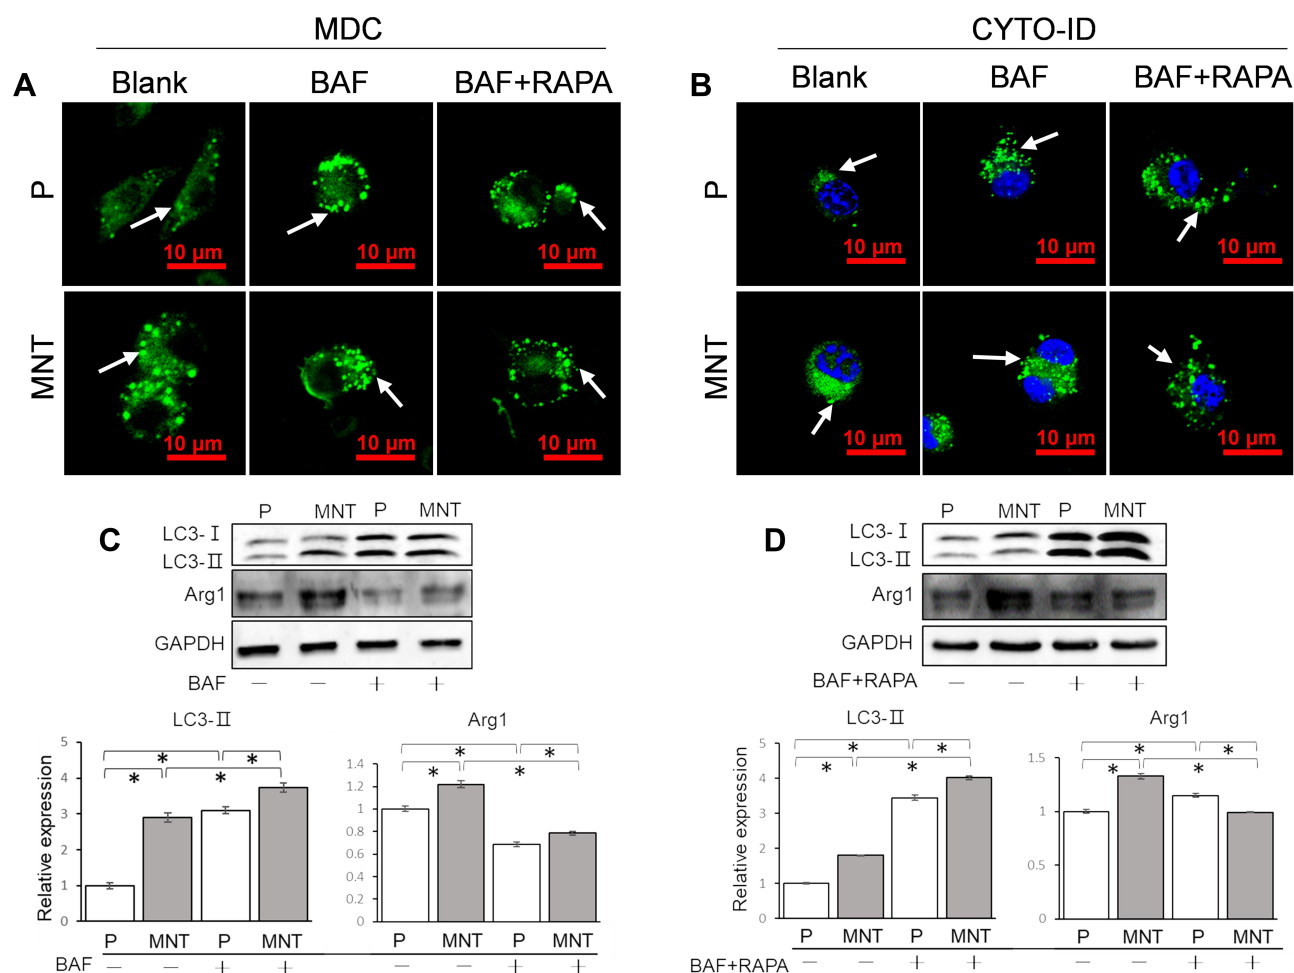 MDC
CYTO-ID
A
Blank BAF BAF+RAPA
B
Blank BAF BAF+RAPA
P
10 µm 10 µm 10 µm
P
10 µm 10 µm 10 µm
MNT
10 µm 10 µm 10 µm
MNT
10 µm 10 µm 10 µm
C
P MNT P MNT
LC3-Ⅰ
LC3-Ⅱ
Arg1
GAPDH
BAF — — + +
D
P MNT P MNT
LC3-Ⅰ
LC3-Ⅱ
Arg1
GAPDH
BAF+RAPA — — + +
LC3-Ⅱ
Relative expression
5
4
3
2
1
0
* *
* *
P MNT P MNT
BAF — — + +
Arg1
1.4
1.2
1
0.8
0.6
0.4
0.2
0
* *
* *
P MNT P MNT
— — + +
LC3-Ⅱ
Relative expression
5
4
3
2
1
0
* *
* *
P MNT P MNT
BAF+RAPA — — + +
Arg1
1.5
1
0.5
0
* *
* *
P MNT P MNT
— — + +